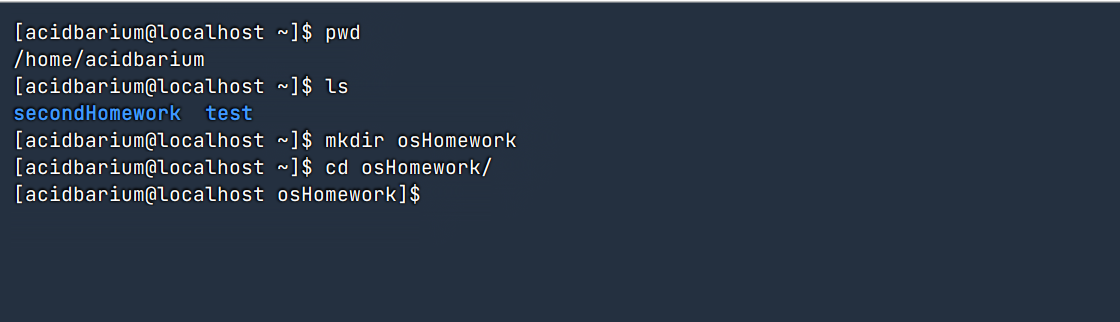 [acidbarium@localhost ~]$ pwd
/home/acidbarium
[acidbarium@localhost ~]$ ls
secondHomework  test
[acidbarium@localhost ~]$ mkdir osHomework
[acidbarium@localhost ~]$ cd osHomework/
[acidbarium@localhost osHomework]$